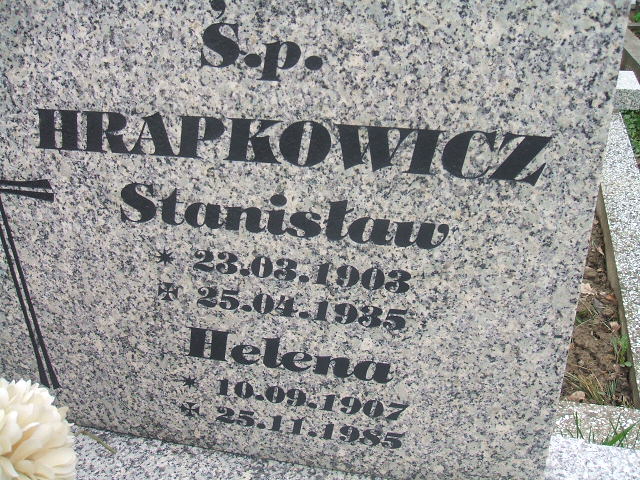 Ś.p.
HRAPKOWICZ
Stanisław
* 23.03.1903
✠ 25.04.1935
Helena
* 10.09.1907
✠ 25.11.1985